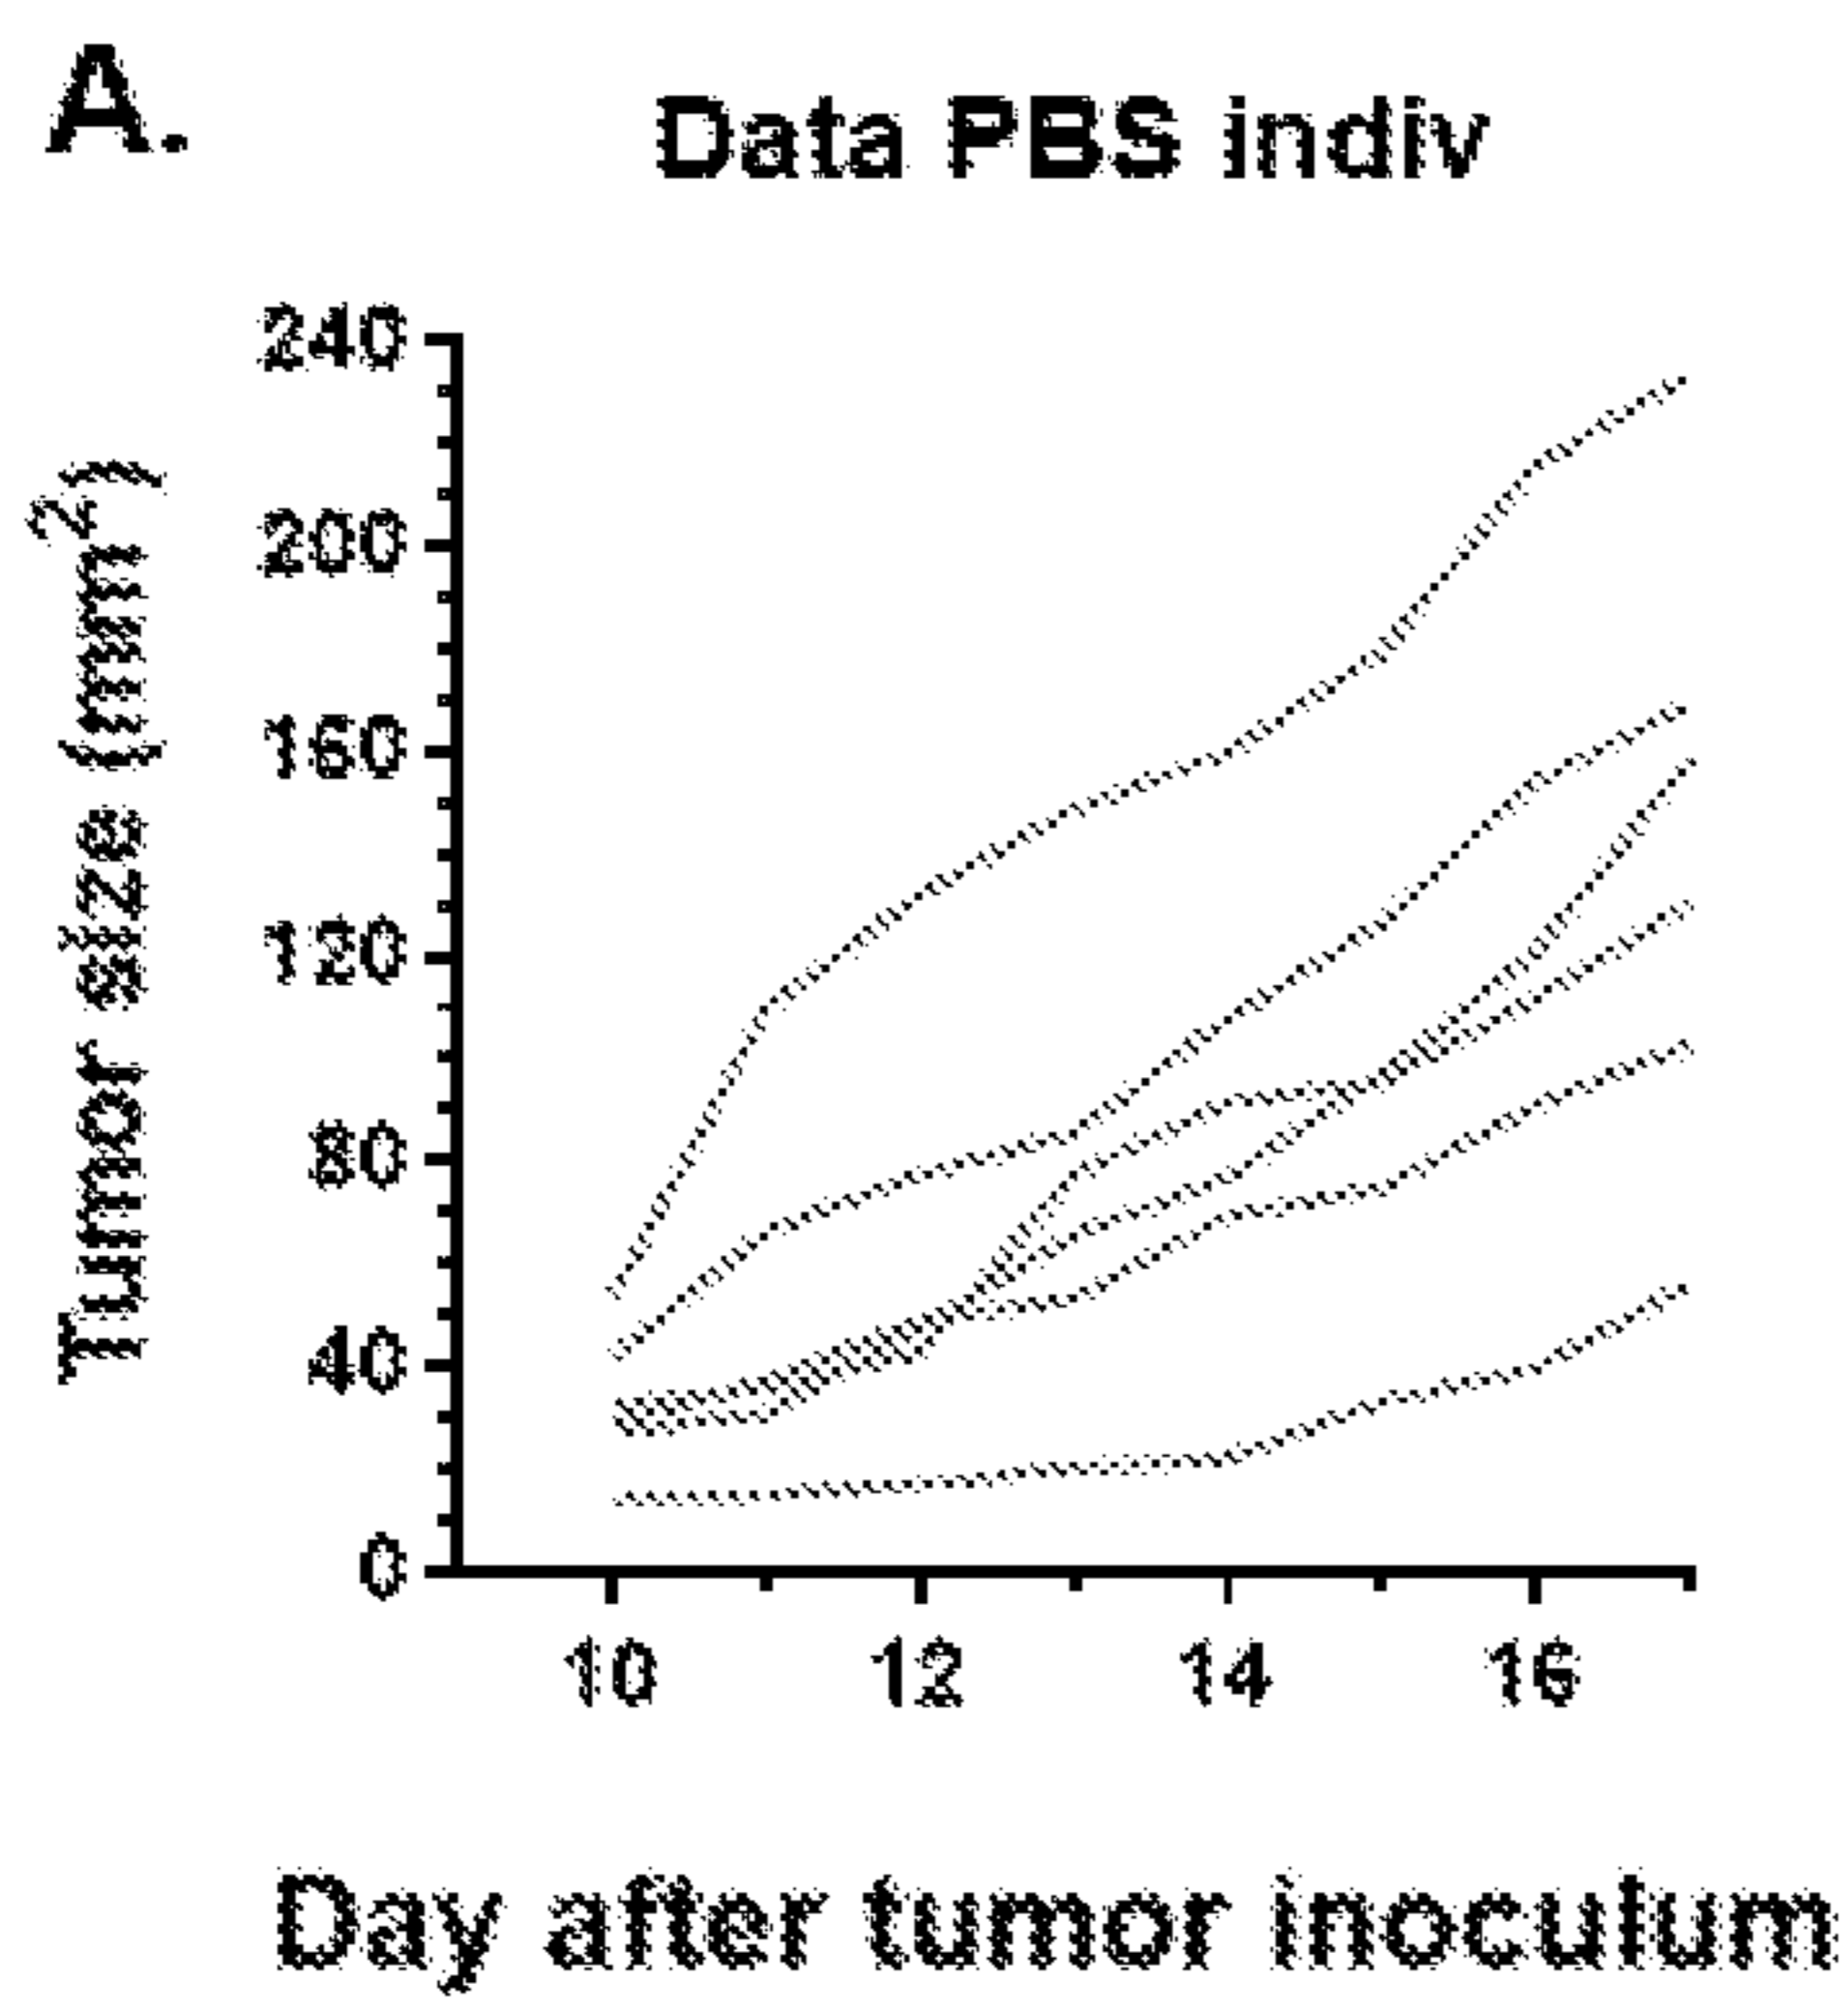 A.
Data PBS indiv
Tumor size (mm²)
240
200
160
120
80
40
0
10 12 14 16
Day after tumor inoculum